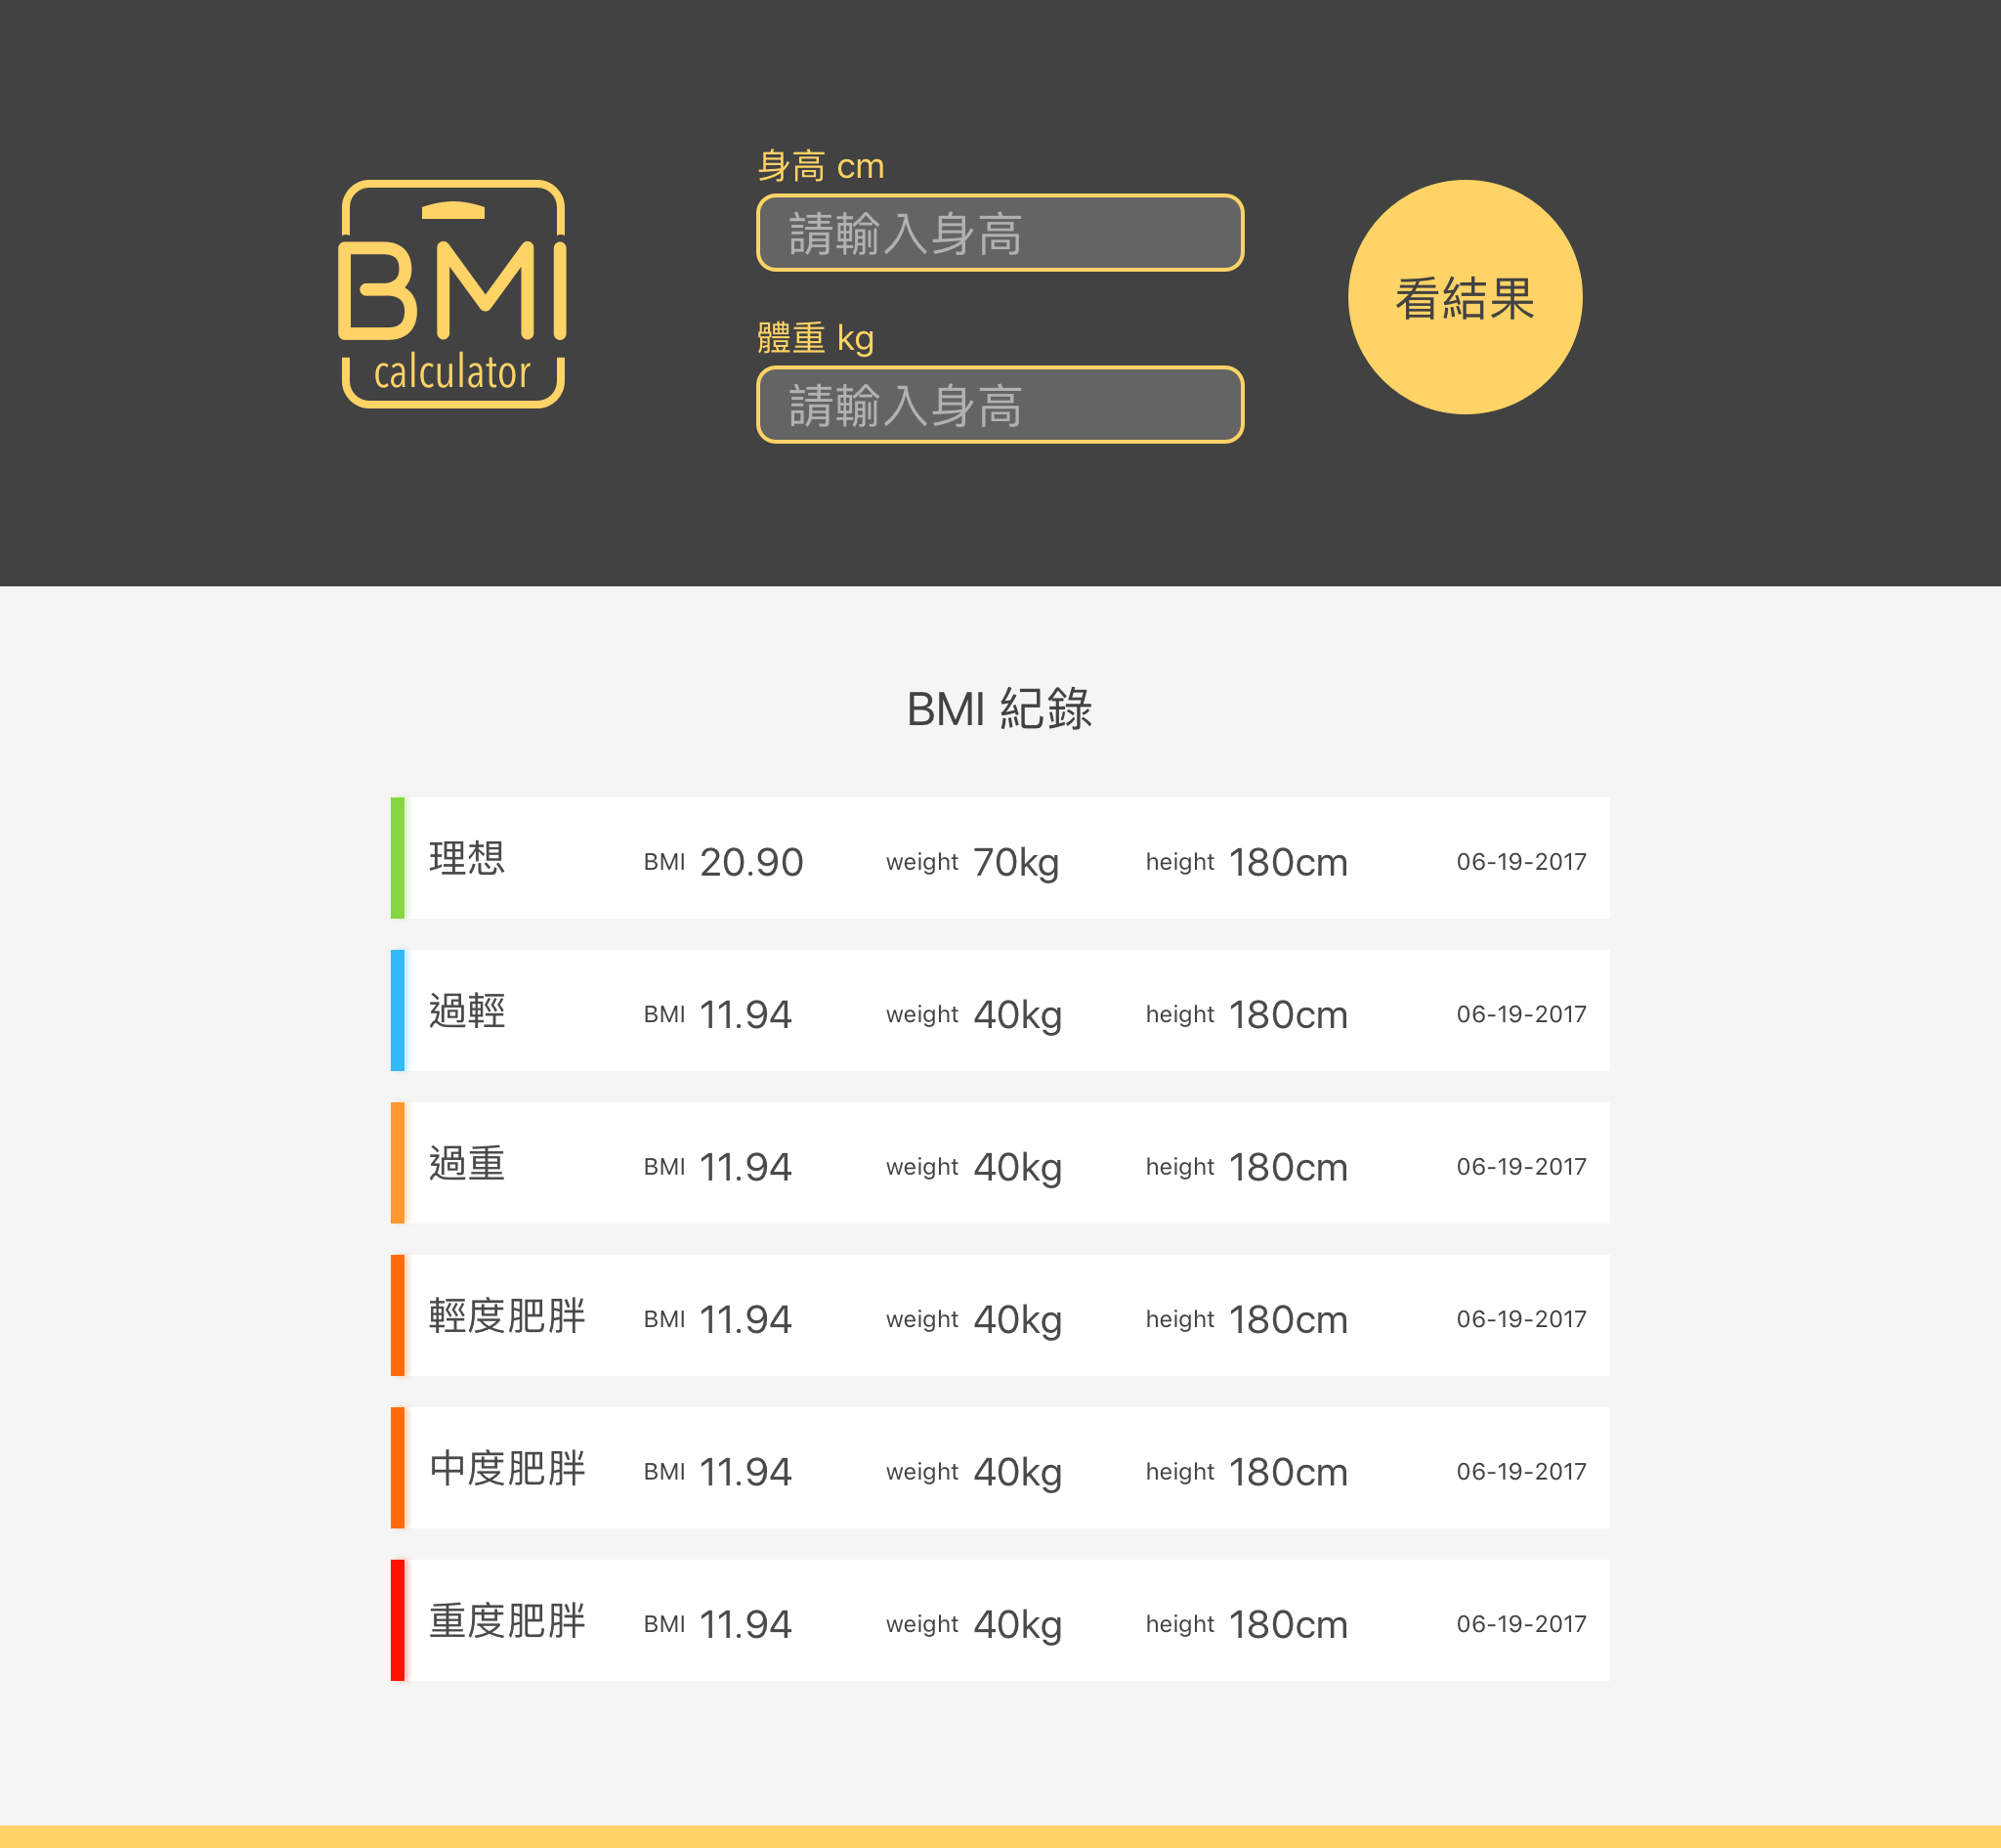 BMI
calculator
身高 cm
請輸入身高
體重 kg
請輸入身高
看結果
BMI 紀錄
理想 BMI 20.90 weight 70kg height 180cm 06-19-2017
過輕 BMI 11.94 weight 40kg height 180cm 06-19-2017
過重 BMI 11.94 weight 40kg height 180cm 06-19-2017
輕度肥胖 BMI 11.94 weight 40kg height 180cm 06-19-2017
中度肥胖 BMI 11.94 weight 40kg height 180cm 06-19-2017
重度肥胖 BMI 11.94 weight 40kg height 180cm 06-19-2017